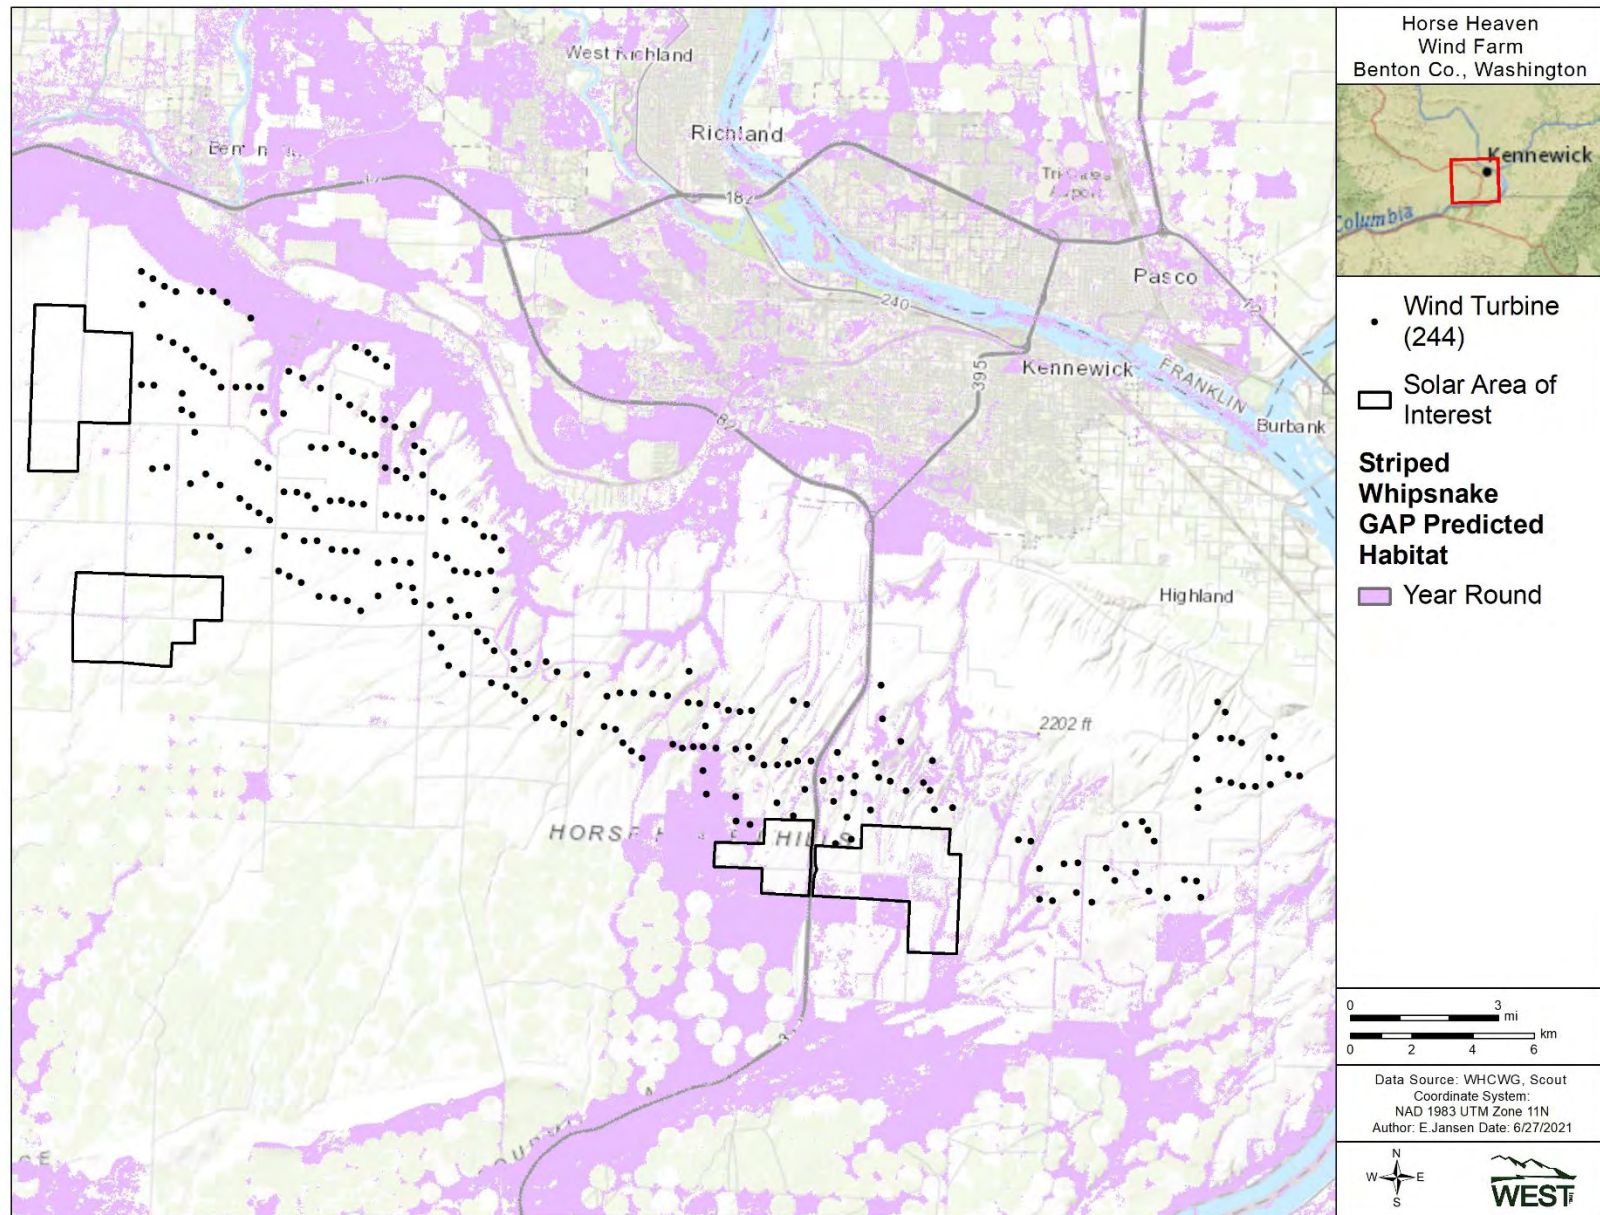 West Richland
Richland
182
Pasco
240
Kennewick
FRANKLIN
395
Burbank
82
Highland
2202 ft
HORSE
HILLS
Horse Heaven
Wind Farm
Benton Co., Washington
Kennewick
Columbia
Wind Turbine
(244)
Solar Area of
Interest
Striped
Whipsnake
GAP Predicted
Habitat
Year Round
0 3
mi
km
0 2 4 6
Data Source: WHCWG, Scout
Coordinate System:
NAD 1983 UTM Zone 11N
Author: E.Jansen Date: 6/27/2021
N
W E
S
WEST